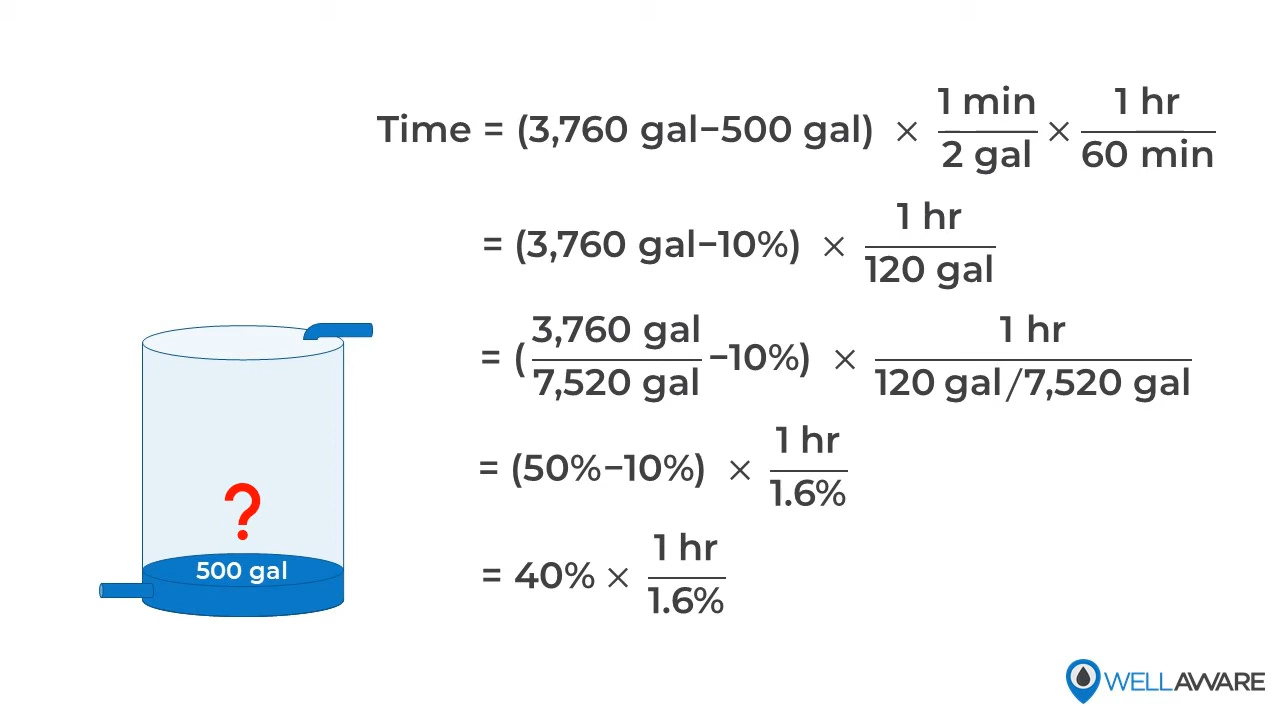 Time = (3,760 gal−500 gal) × 1 min/2 gal × 1 hr/60 min
= (3,760 gal−10%) × 1 hr/120 gal
= (3,760 gal/7,520 gal −10%) × 1 hr/120 gal/7,520 gal
= (50%−10%) × 1 hr/1.6%
= 40% × 1 hr/1.6%
?
500 gal
WELLAWARE